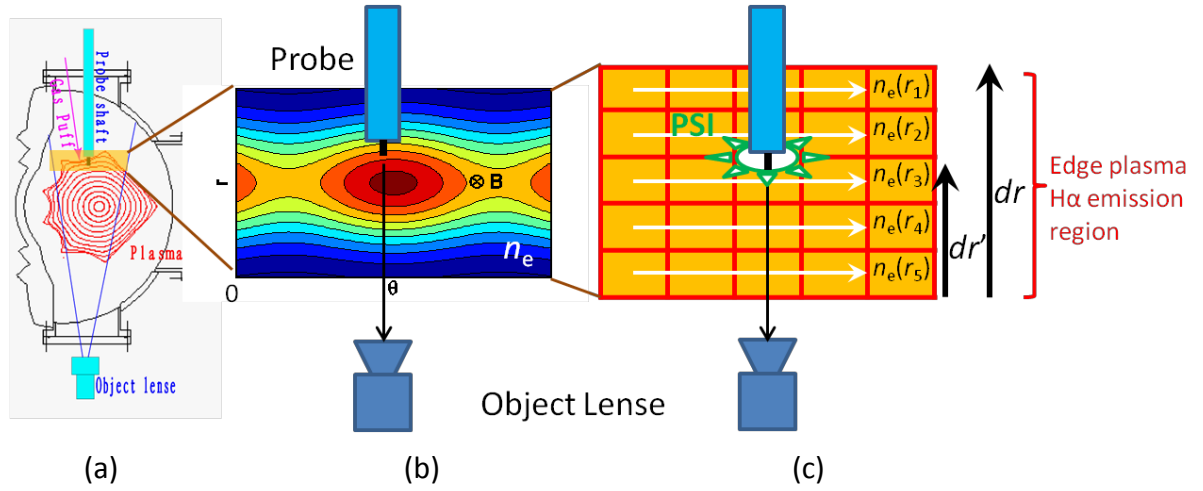 Probe shaft
Gas Puff
Plasma
Object lense
(a)
Probe
r
⊗ B
nₑ
0
θ
(b)
Object Lense
nₑ(r₁)
nₑ(r₂)
PSI
nₑ(r₃)
nₑ(r₄)
nₑ(r₅)
dr'
dr
Edge plasma
Hα emission
region
(c)